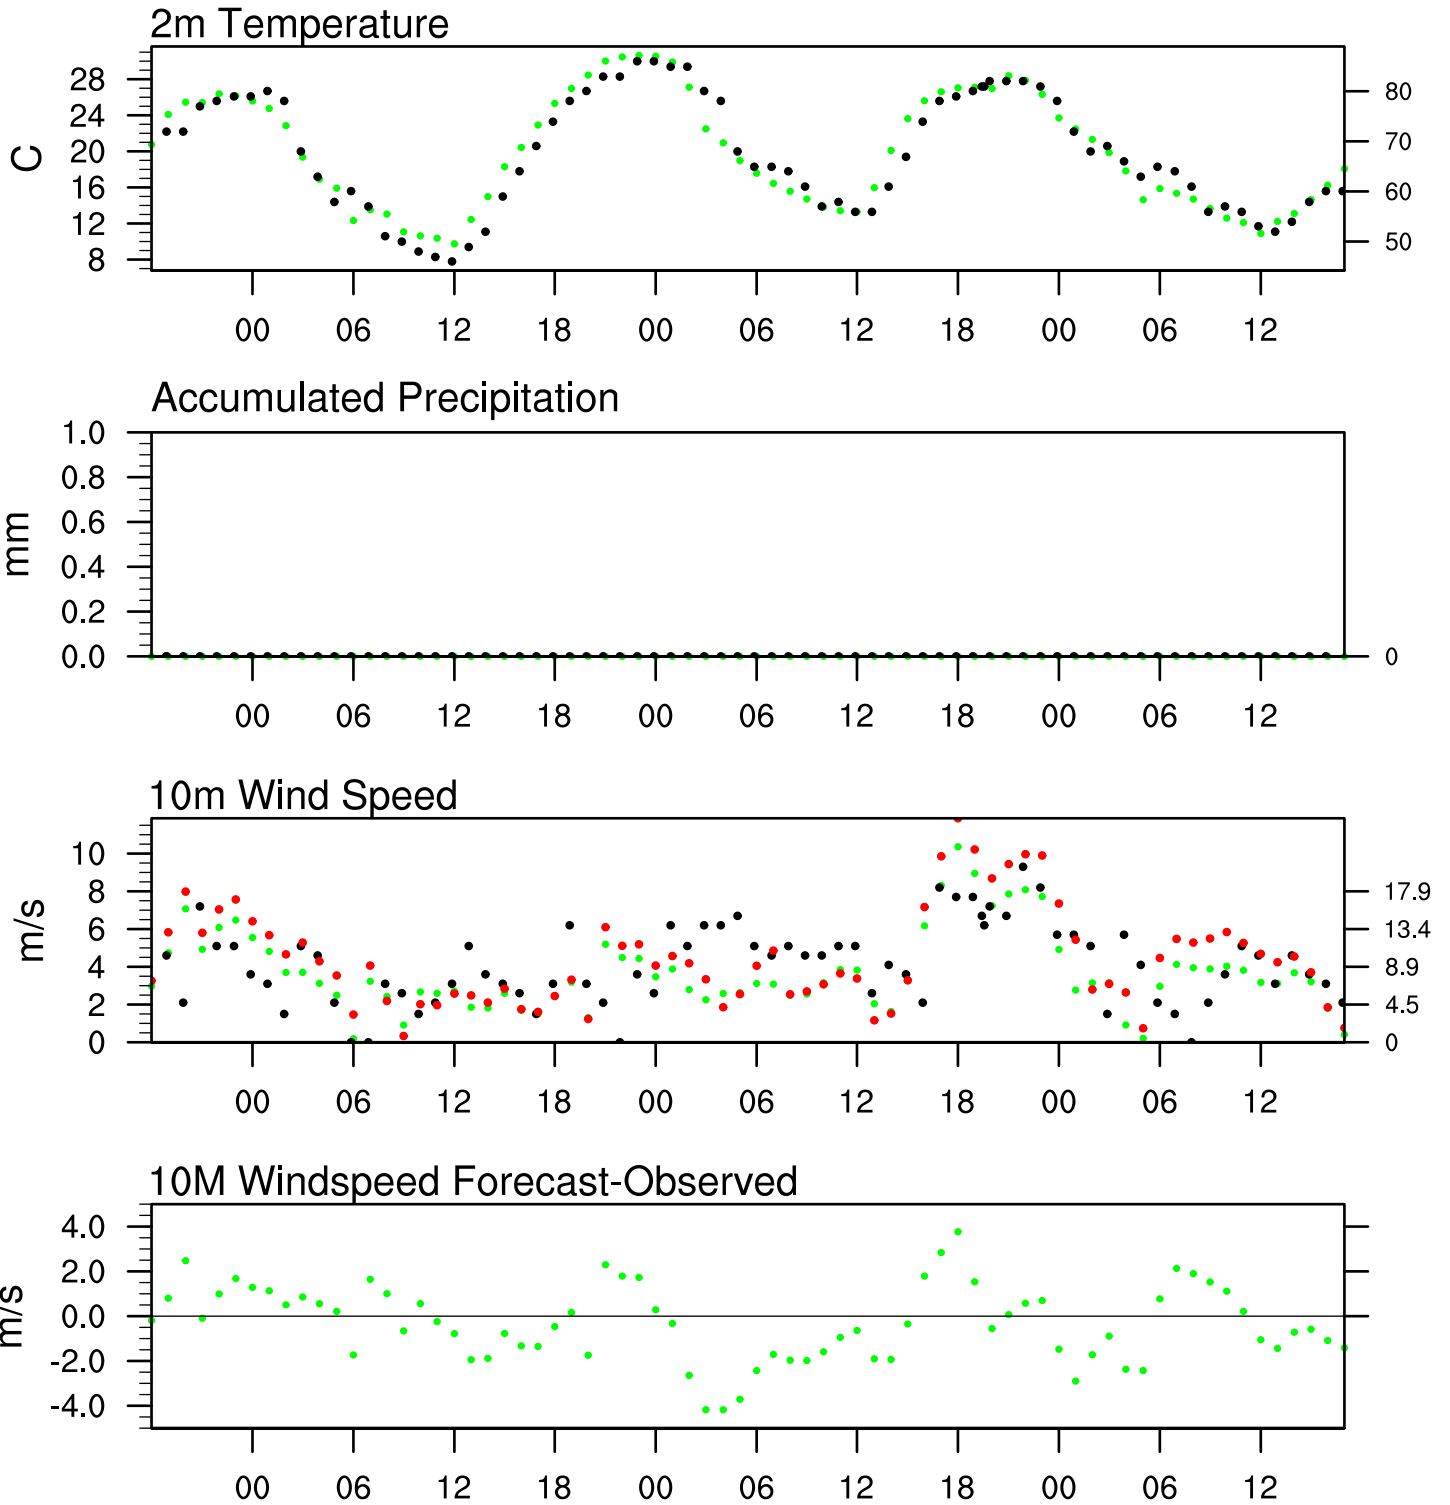 2m Temperature
C
28
24
20
16
12
8
80
70
60
50
00 06 12 18 00 06 12 18 00 06 12
Accumulated Precipitation
mm
1.0
0.8
0.6
0.4
0.2
0.0
0
00 06 12 18 00 06 12 18 00 06 12
10m Wind Speed
m/s
10
8
6
4
2
0
17.9
13.4
8.9
4.5
0
00 06 12 18 00 06 12 18 00 06 12
10M Windspeed Forecast-Observed
m/s
4.0
2.0
0.0
-2.0
-4.0
00 06 12 18 00 06 12 18 00 06 12